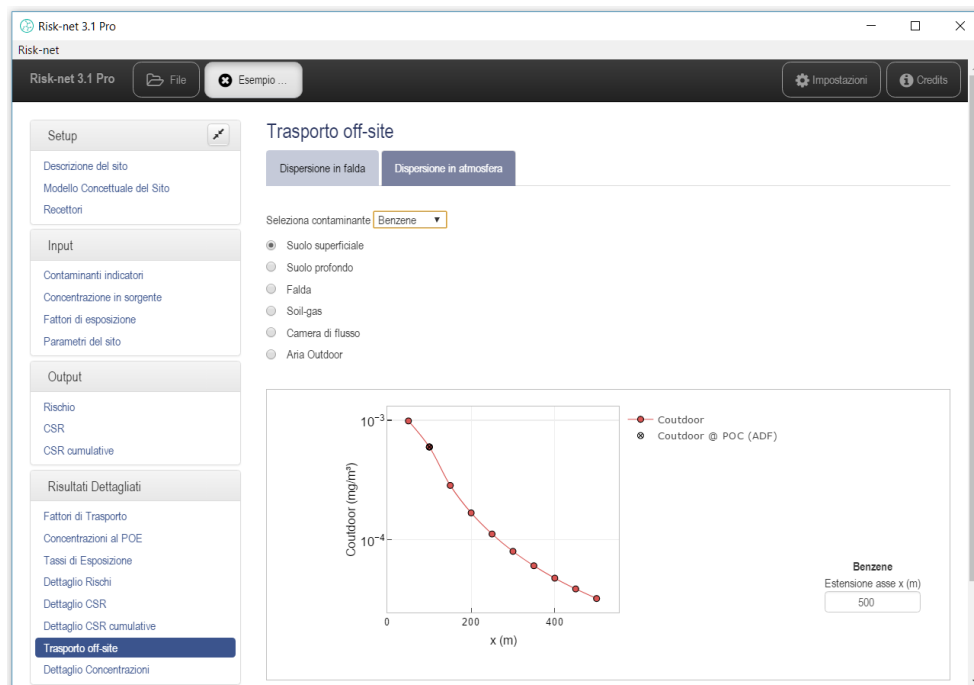 Risk-net 3.1 Pro
Risk-net
Risk-net 3.1 Pro
File
Esempio ...
Impostazioni
Credits
Setup
Descrizione del sito
Modello Concettuale del Sito
Recettori
Input
Contaminanti indicatori
Concentrazione in sorgente
Fattori di esposizione
Parametri del sito
Output
Rischio
CSR
CSR cumulative
Risultati Dettagliati
Fattori di Trasporto
Concentrazioni al POE
Tassi di Esposizione
Dettaglio Rischi
Dettaglio CSR
Dettaglio CSR cumulative
Trasporto off-site
Dettaglio Concentrazioni
Trasporto off-site
Dispersione in falda
Dispersione in atmosfera
Seleziona contaminante Benzene
Suolo superficiale
Suolo profondo
Falda
Soil-gas
Camera di flusso
Aria Outdoor
10⁻³
10⁻⁴
Coutdoor (mg/m³)
0 200 400
x (m)
Coutdoor
Coutdoor @ POC (ADF)
Benzene
Estensione asse x (m)
500